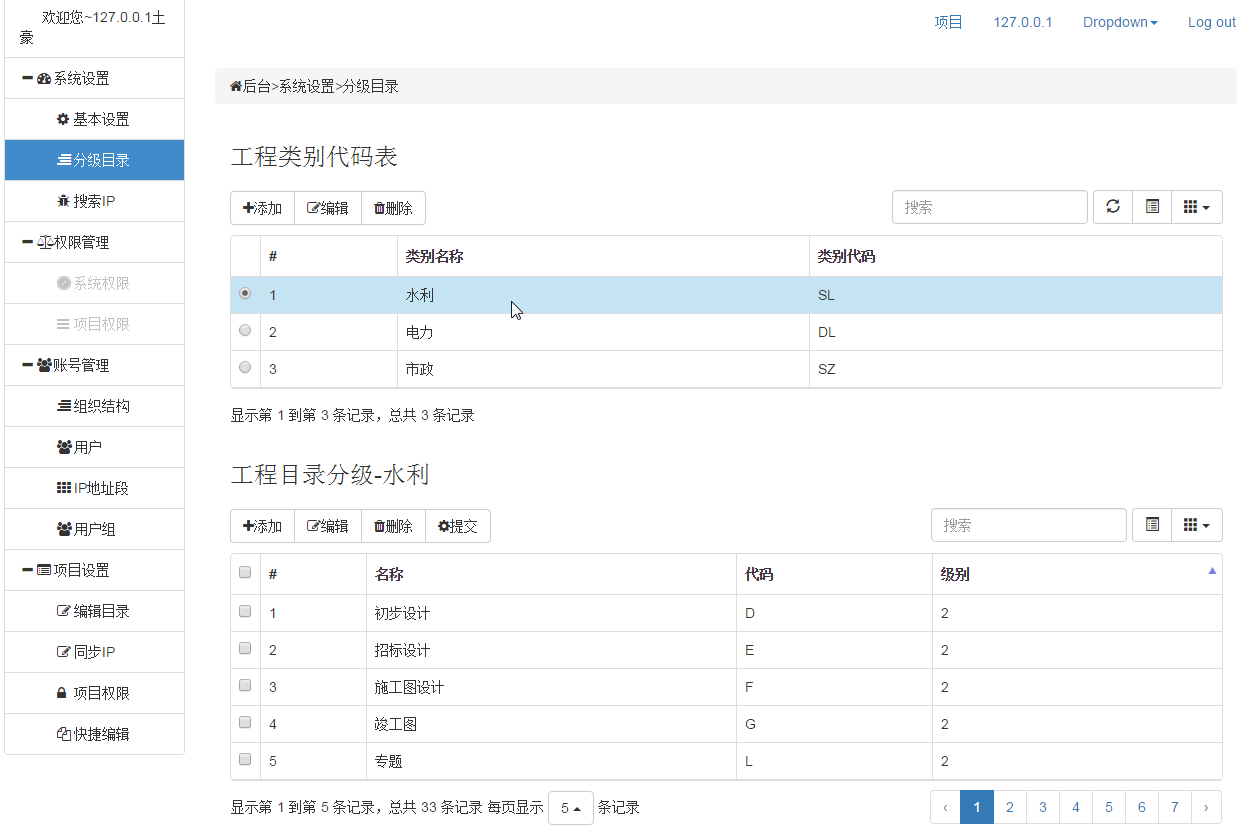 欢迎您~127.0.0.1土
豪
项目 127.0.0.1 Dropdown Log out
系统设置
基本设置
分级目录
搜索IP
权限管理
系统权限
项目权限
账号管理
组织结构
用户
IP地址段
用户组
项目设置
编辑目录
同步IP
项目权限
快捷编辑
后台>系统设置>分级目录
工程类别代码表
添加 编辑 删除 搜索
# 类别名称 类别代码
1 水利 SL
2 电力 DL
3 市政 SZ
显示第 1 到第 3 条记录，总共 3 条记录
工程目录分级-水利
添加 编辑 删除 提交 搜索
# 名称 代码 级别
1 初步设计 D 2
2 招标设计 E 2
3 施工图设计 F 2
4 竣工图 G 2
5 专题 L 2
显示第 1 到第 5 条记录，总共 33 条记录 每页显示 5 条记录 ‹ 1 2 3 4 5 6 7 ›